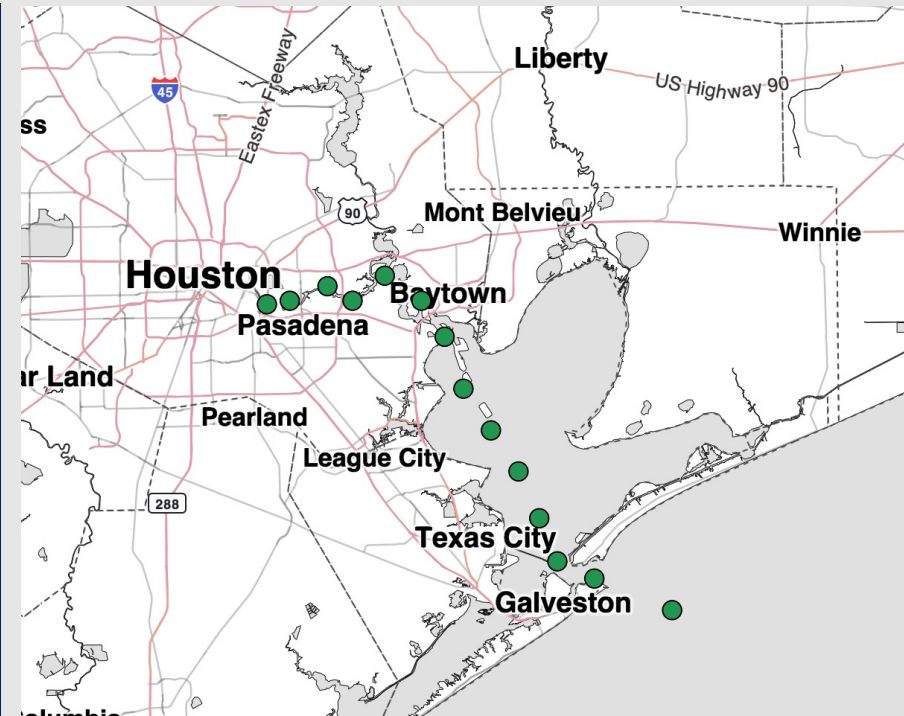 Liberty
45
Eastex Freeway
US Highway 90
ss
90
Mont Belvieu
Winnie
Houston
Baytown
Pasadena
ar Land
Pearland
League City
288
Texas City
Galveston